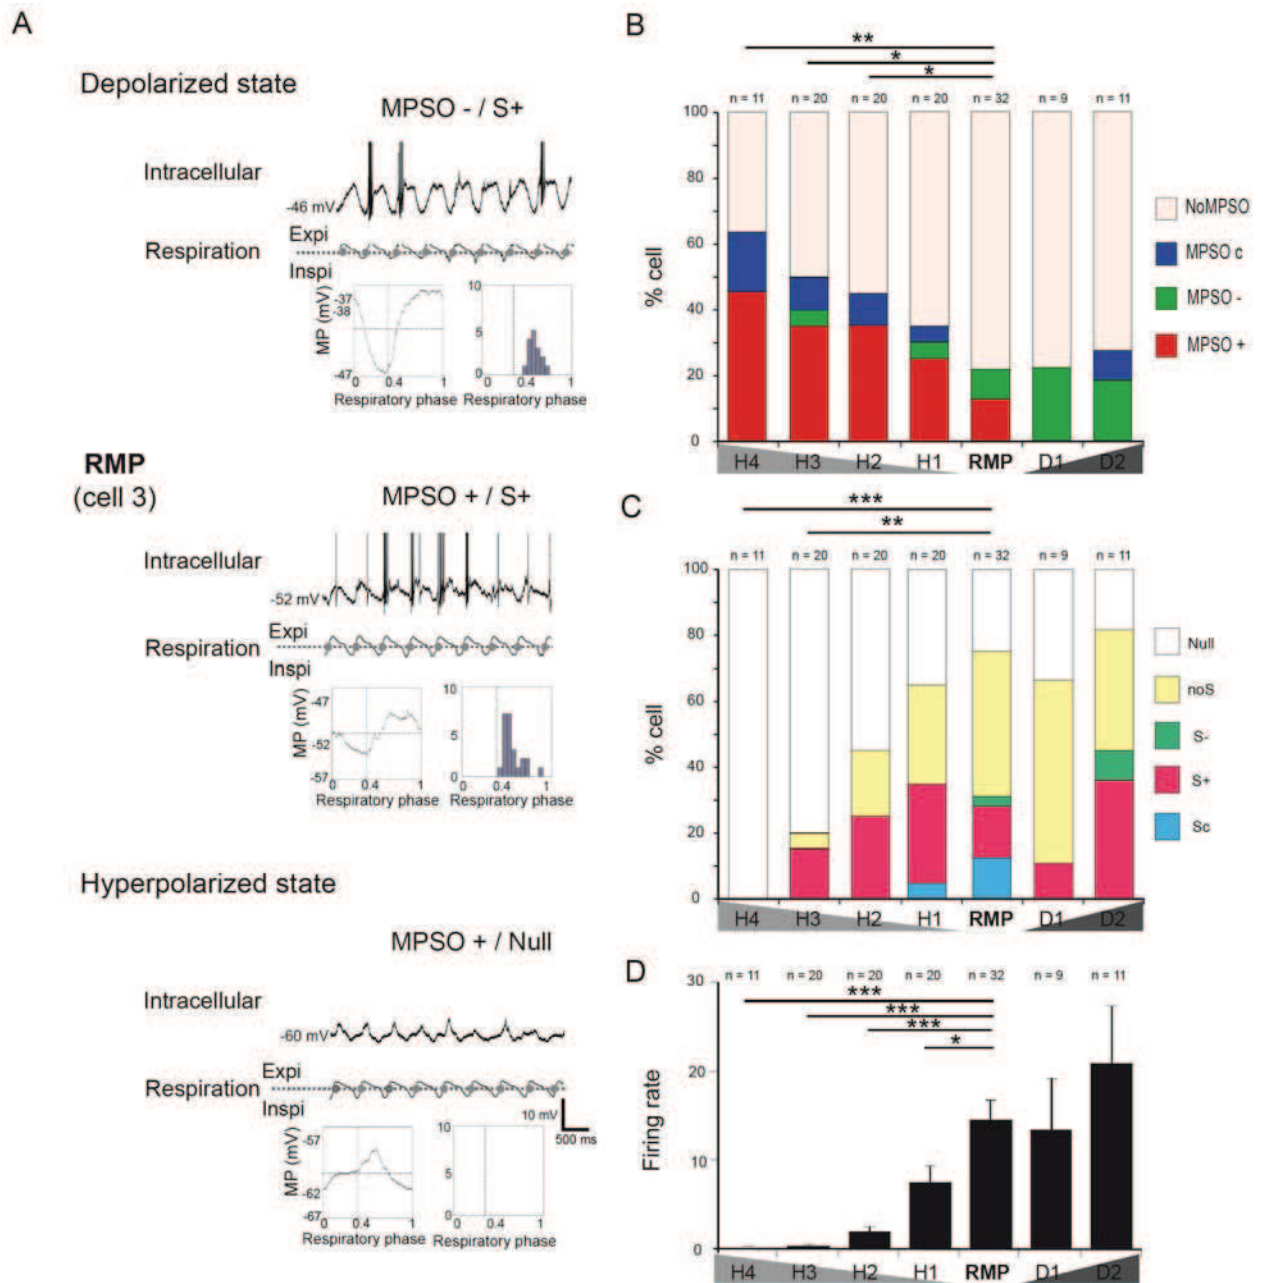 A
Depolarized state
MPSO - / S+
Intracellular
-46 mV
Respiration
Expi
Inspi
MP (mV)
-37
-38
-47
0 0.4 1
Respiratory phase
10
5
0
0 0.4 1
Respiratory phase
RMP
(cell 3)
MPSO + / S+
Intracellular
-52 mV
Respiration
Expi
Inspi
MP (mV)
-47
-52
-57
0 0.4 1
Respiratory phase
10
5
0
0 0.4 1
Respiratory phase
Hyperpolarized state
MPSO + / Null
Intracellular
-60 mV
Respiration
Expi
Inspi
10 mV
500 ms
MP (mV)
-57
-62
-67
0 0.4 1
Respiratory phase
10
5
0
0 0.4 1
Respiratory phase
B
**
*
*
n = 11 n = 20 n = 20 n = 20 n = 32 n = 9 n = 11
% cell
100
80
60
40
20
0
H4 H3 H2 H1 RMP D1 D2
NoMPSO
MPSO c
MPSO -
MPSO +
C
***
**
n = 11 n = 20 n = 20 n = 20 n = 32 n = 9 n = 11
% cell
100
80
60
40
20
0
H4 H3 H2 H1 RMP D1 D2
Null
noS
S-
S+
Sc
D
n = 11 n = 20 n = 20 n = 20 n = 32 n = 9 n = 11
***
***
***
*
Firing rate
30
20
10
0
H4 H3 H2 H1 RMP D1 D2